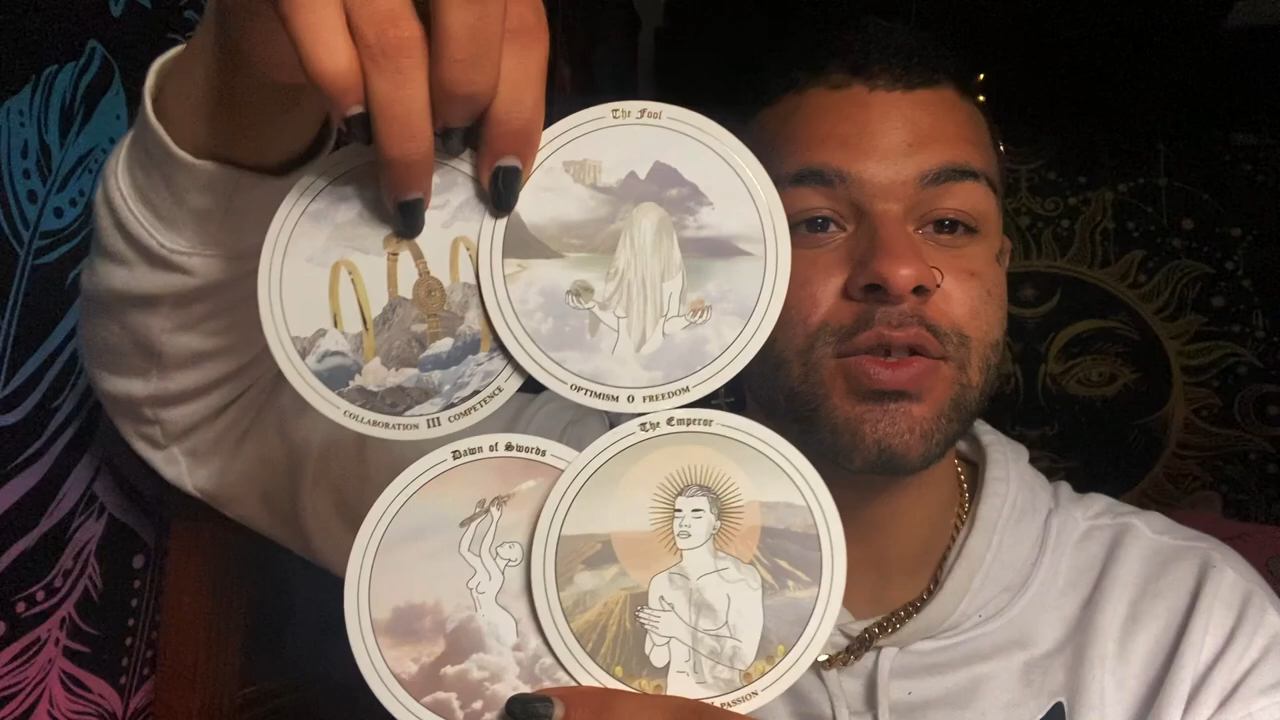 The Fool
OPTIMISM 0 FREEDOM
COLLABORATION III COMPETENCE
Dawn of Swords
The Emperor
PASSION